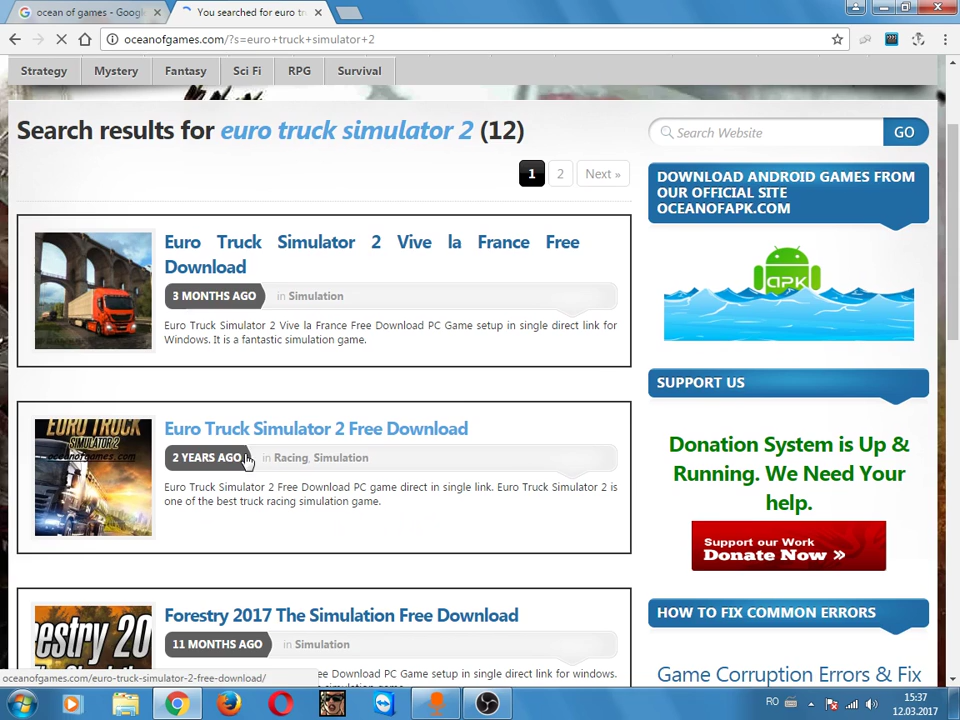 ocean of games - Goog
You searched for euro tr
oceanofgames.com/?s=euro+truck+simulator+2
Strategy
Mystery
Fantasy
Sci Fi
RPG
Survival
Search results for euro truck simulator 2 (12)
1
2
Next »
Euro Truck Simulator 2 Vive la France Free
Download
3 MONTHS AGO
in Simulation
Euro Truck Simulator 2 Vive la France Free Download PC Game setup in single direct link for
Windows. It is a fantastic simulation game.
EURO TRUCK
SIMULATOR 2
oceanofgames.com
Euro Truck Simulator 2 Free Download
2 YEARS AGO
in Racing, Simulation
Euro Truck Simulator 2 Free Download PC game direct in single link. Euro Truck Simulator 2 is
one of the best truck racing simulation game.
restry 20
Forestry 2017 The Simulation Free Download
11 MONTHS AGO
in Simulation
ee Download PC Game setup in single direct link for windows.
Search Website
GO
DOWNLOAD ANDROID GAMES FROM
OUR OFFICIAL SITE
OCEANOFAPK.COM
apk
SUPPORT US
Donation System is Up &
Running. We Need Your
help.
Support our Work
Donate Now »
HOW TO FIX COMMON ERRORS
Game Corruption Errors & Fix
oceanofgames.com/euro-truck-simulator-2-free-download/
RO
15:37
12.03.2017